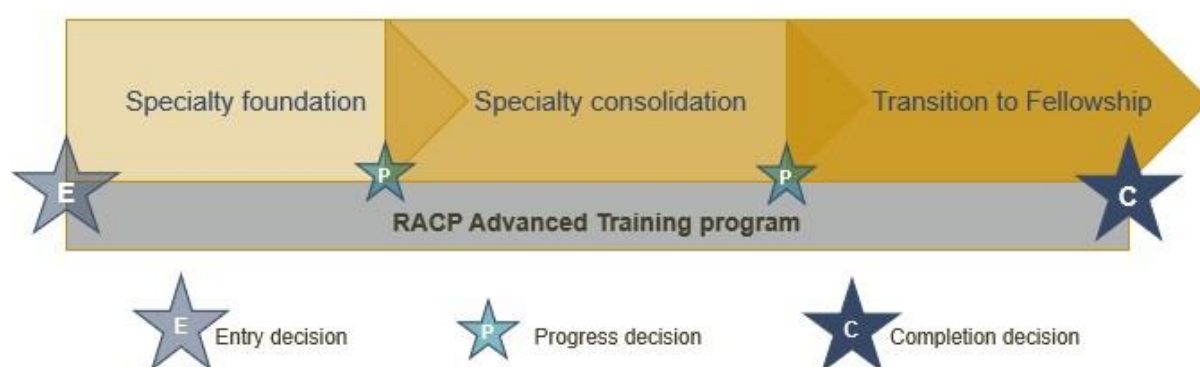 Specialty foundation
Specialty consolidation
Transition to Fellowship
E
P
P
C
RACP Advanced Training program
E
Entry decision
P
Progress decision
C
Completion decision